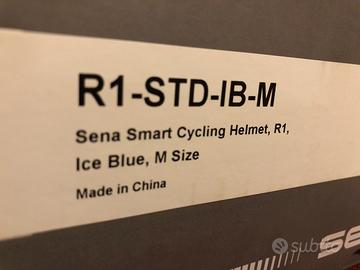 R1-STD-IB-M
Sena Smart Cycling Helmet, R1,
Ice Blue, M Size
Made in China
subito